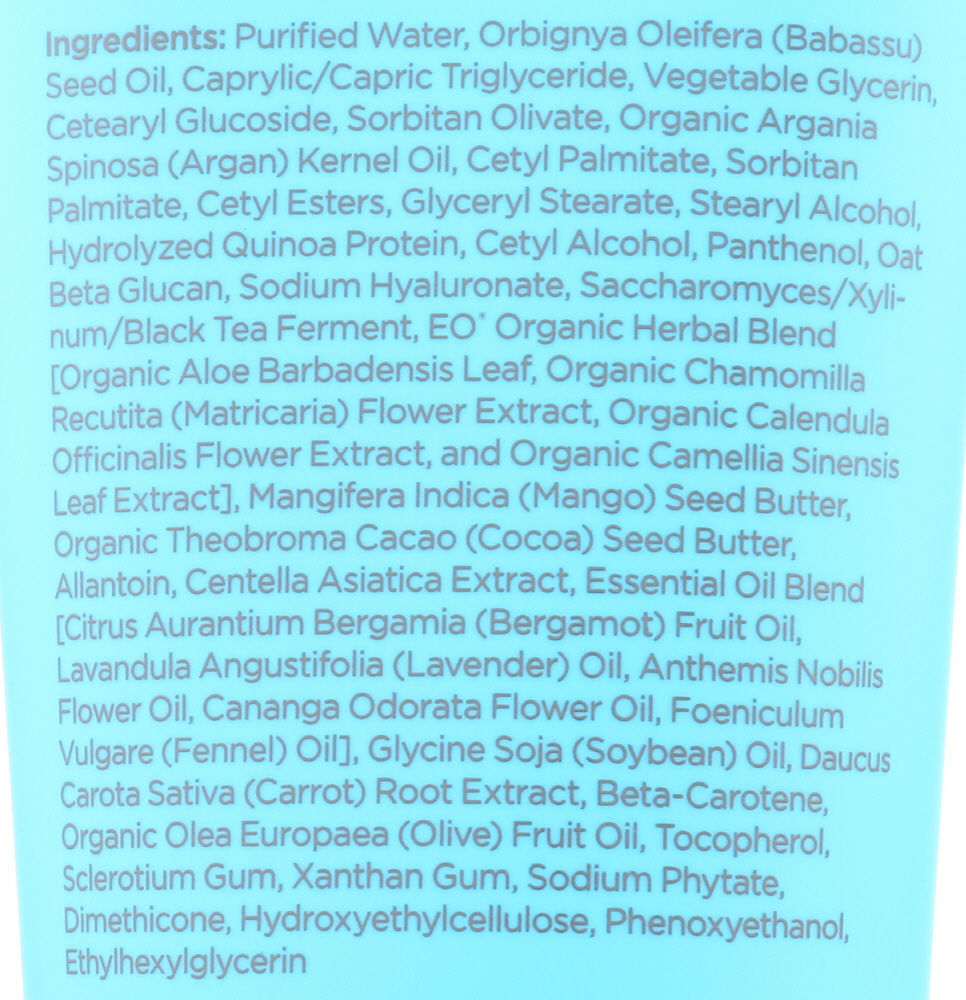 Ingredients: Purified Water, Orbignya Oleifera (Babassu)
Seed Oil, Caprylic/Capric Triglyceride, Vegetable Glycerin,
Cetearyl Glucoside, Sorbitan Olivate, Organic Argania
Spinosa (Argan) Kernel Oil, Cetyl Palmitate, Sorbitan
Palmitate, Cetyl Esters, Glyceryl Stearate, Stearyl Alcohol,
Hydrolyzed Quinoa Protein, Cetyl Alcohol, Panthenol, Oat
Beta Glucan, Sodium Hyaluronate, Saccharomyces/Xyli-
num/Black Tea Ferment, EO* Organic Herbal Blend
[Organic Aloe Barbadensis Leaf, Organic Chamomilla
Recutita (Matricaria) Flower Extract, Organic Calendula
Officinalis Flower Extract, and Organic Camellia Sinensis
Leaf Extract], Mangifera Indica (Mango) Seed Butter,
Organic Theobroma Cacao (Cocoa) Seed Butter,
Allantoin, Centella Asiatica Extract, Essential Oil Blend
[Citrus Aurantium Bergamia (Bergamot) Fruit Oil,
Lavandula Angustifolia (Lavender) Oil, Anthemis Nobilis
Flower Oil, Cananga Odorata Flower Oil, Foeniculum
Vulgare (Fennel) Oil], Glycine Soja (Soybean) Oil, Daucus
Carota Sativa (Carrot) Root Extract, Beta-Carotene,
Organic Olea Europaea (Olive) Fruit Oil, Tocopherol,
Sclerotium Gum, Xanthan Gum, Sodium Phytate,
Dimethicone, Hydroxyethylcellulose, Phenoxyethanol,
Ethylhexylglycerin